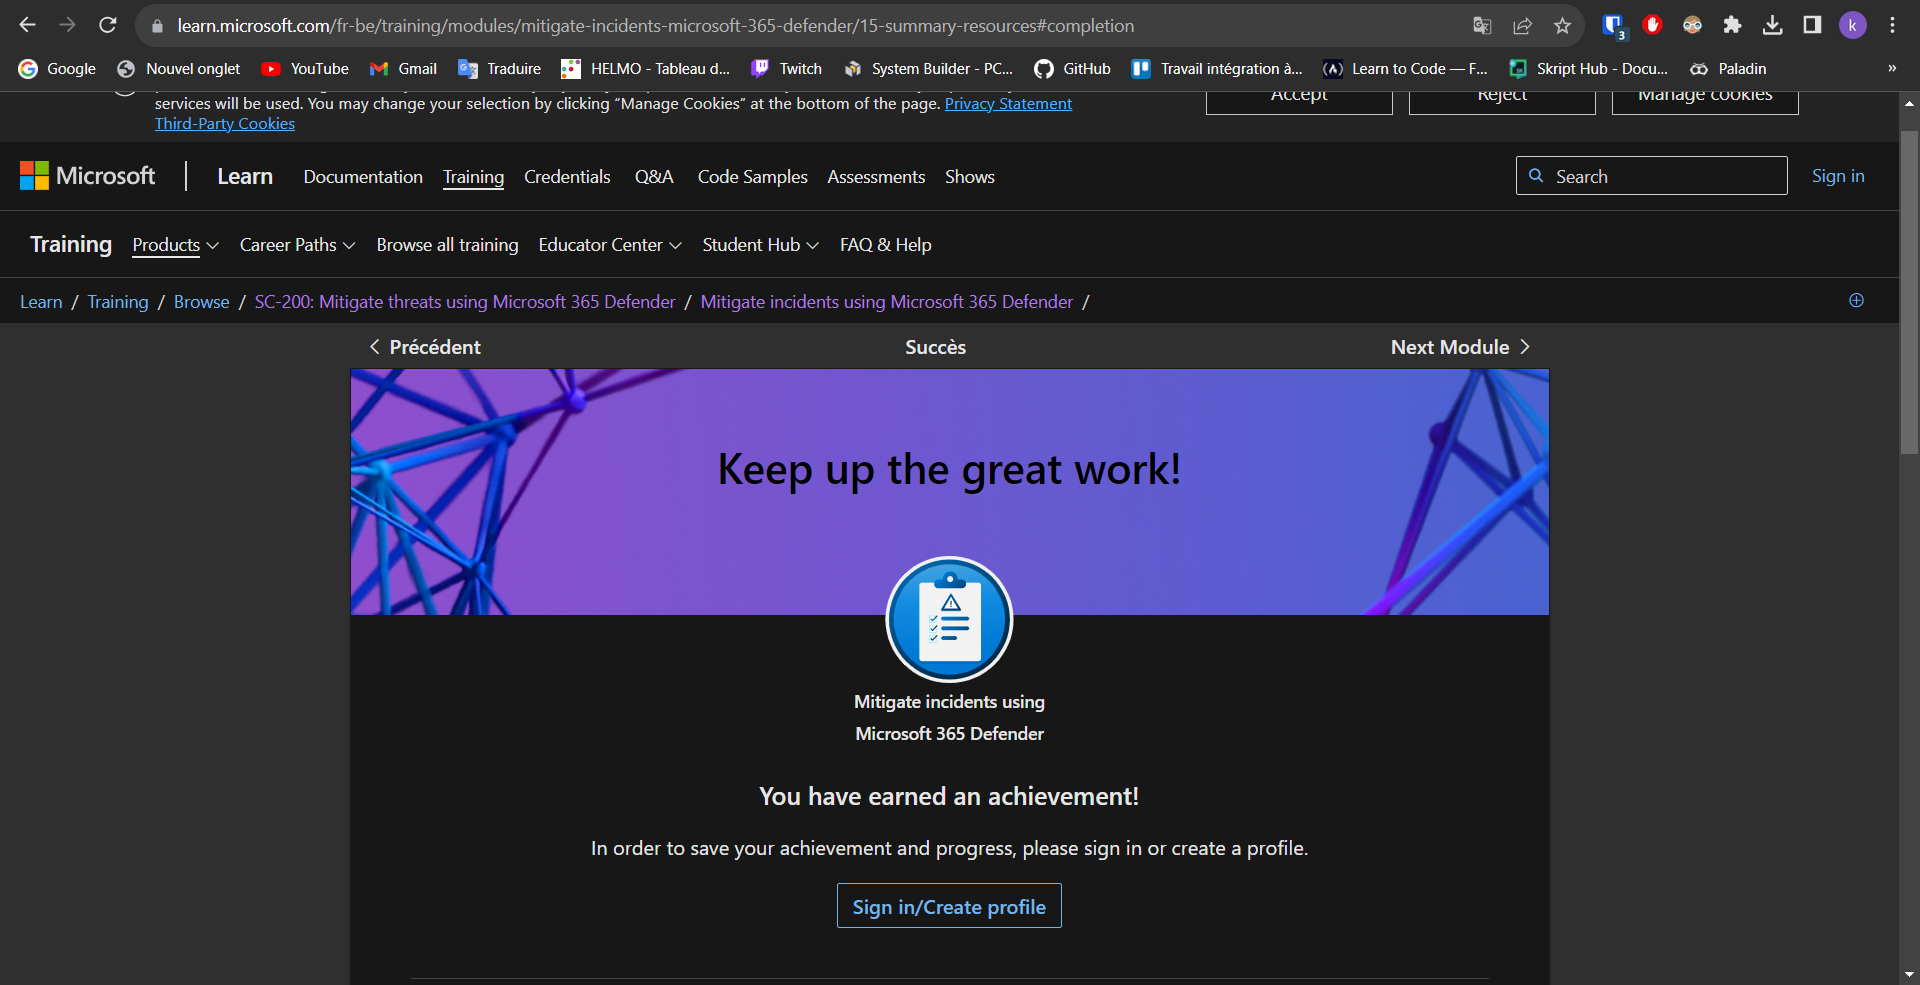 learn.microsoft.com/fr-be/training/modules/mitigate-incidents-microsoft-365-defender/15-summary-resources#completion
3
k
Google Nouvel onglet YouTube Gmail Traduire HELMO - Tableau d... Twitch System Builder - PC... GitHub Travail intégration à... Learn to Code — F... Skript Hub - Docu... Paladin »
services will be used. You may change your selection by clicking “Manage Cookies” at the bottom of the page. Privacy Statement
Third-Party Cookies
Accept Reject Manage cookies
Microsoft Learn Documentation Training Credentials Q&A Code Samples Assessments Shows Search Sign in
Training Products Career Paths Browse all training Educator Center Student Hub FAQ & Help
Learn / Training / Browse / SC-200: Mitigate threats using Microsoft 365 Defender / Mitigate incidents using Microsoft 365 Defender /
Précédent Succès Next Module
Keep up the great work!
Mitigate incidents using
Microsoft 365 Defender
You have earned an achievement!
In order to save your achievement and progress, please sign in or create a profile.
Sign in/Create profile